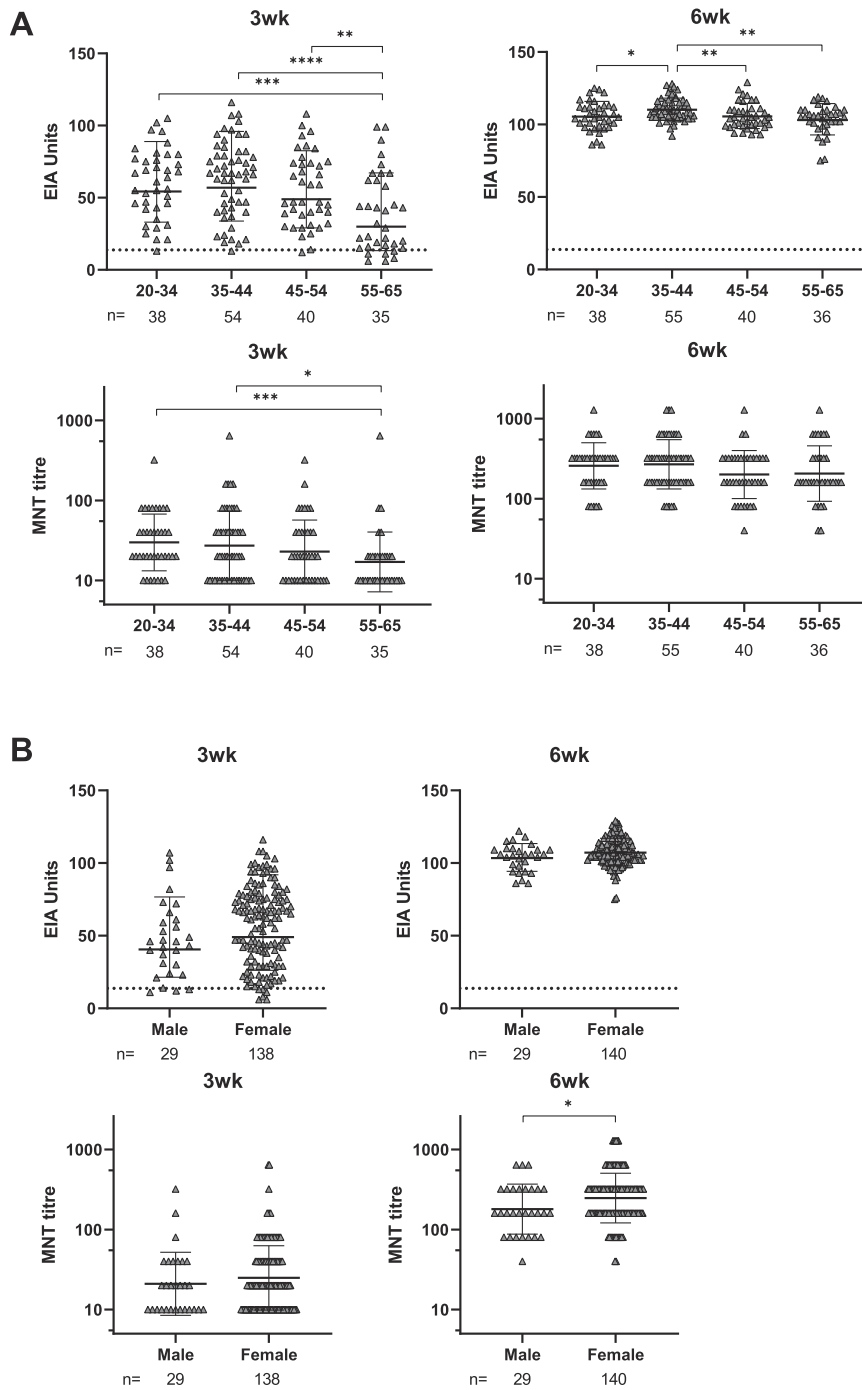 A
3wk
6wk
**
****
***
**
* **
150
100
50
0
EIA Units
20-34 35-44 45-54 55-65
n= 38 54 40 35
150
100
50
0
EIA Units
20-34 35-44 45-54 55-65
n= 38 55 40 36
3wk
6wk
*
***
1000
100
10
MNT titre
20-34 35-44 45-54 55-65
n= 38 54 40 35
1000
100
10
MNT titre
20-34 35-44 45-54 55-65
n= 38 55 40 36
B
3wk
6wk
150
100
50
0
EIA Units
Male Female
n= 29 138
150
100
50
0
EIA Units
Male Female
n= 29 140
3wk
6wk
*
1000
100
10
MNT titre
Male Female
n= 29 138
1000
100
10
MNT titre
Male Female
n= 29 140